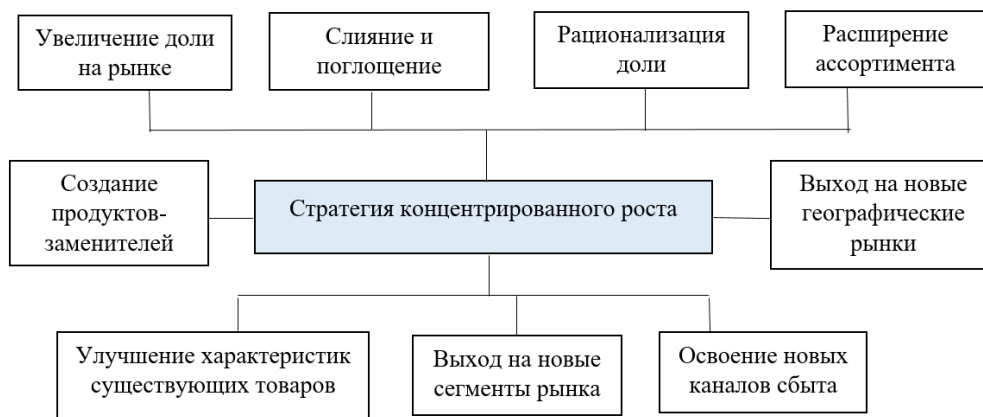 Увеличение доли
на рынке
Слияние и
поглощение
Рационализация
доли
Расширение
ассортимента
Создание
продуктов-
заменителей
Стратегия концентрированного роста
Выход на новые
географические
рынки
Улучшение характеристик
существующих товаров
Выход на новые
сегменты рынка
Освоение новых
каналов сбыта